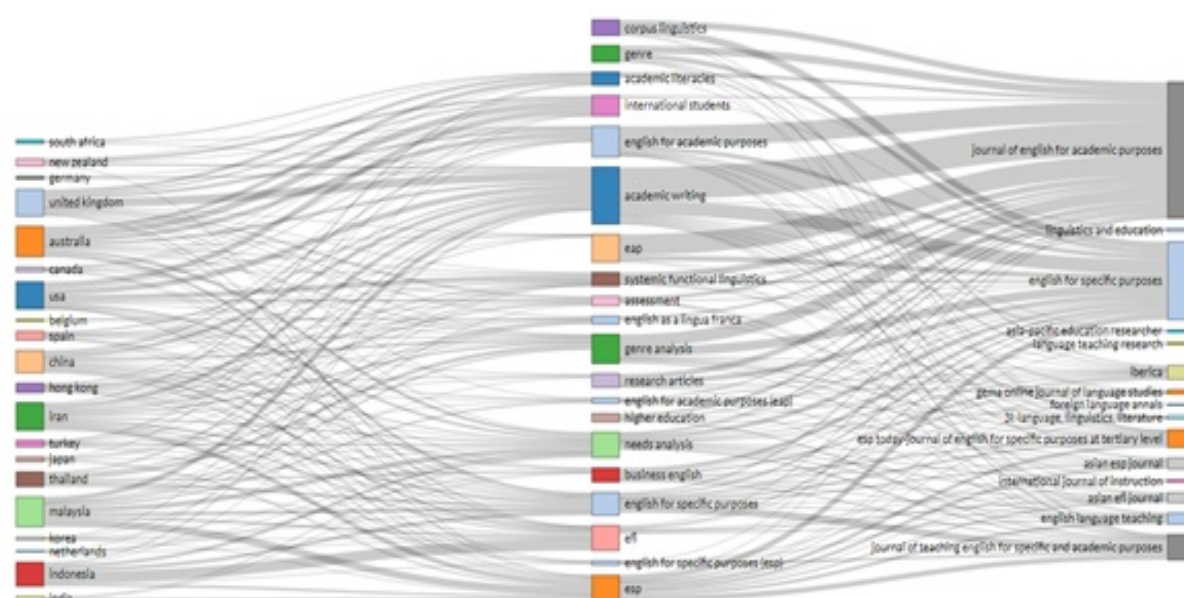 south africa
new zealand
germany
united kingdom
australia
canada
usa
belgium
spain
china
hong kong
iran
turkey
japan
thailand
malaysia
korea
netherlands
indonesia
india
corpus linguistics
genre
academic literacies
international students
english for academic purposes
academic writing
eap
systemic functional linguistics
assessment
english as a lingua franca
genre analysis
research articles
english for academic purposes (eap)
higher education
needs analysis
business english
english for specific purposes
efl
english for specific purposes (esp)
esp
journal of english for academic purposes
linguistics and education
english for specific purposes
asia-pacific education researcher
language teaching research
iberica
gema online journal of language studies
foreign language annals
3l-language, linguistics, literature
esp today-journal of english for specific purposes at tertiary level
asian esp journal
international journal of instruction
asian efl journal
english language teaching
journal of teaching english for specific and academic purposes